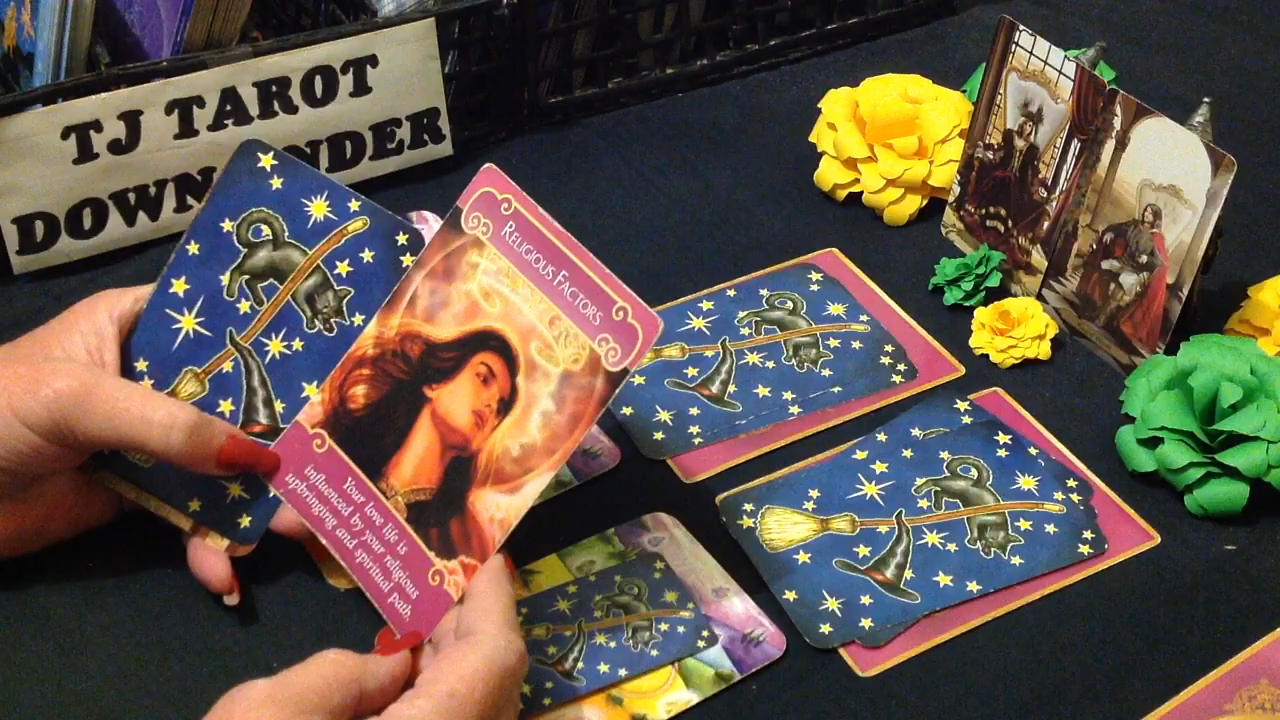 TJ TAROT
DOWN UNDER
RELIGIOUS FACTORS
Your love life is
influenced by your religious
upbringing and spiritual path.